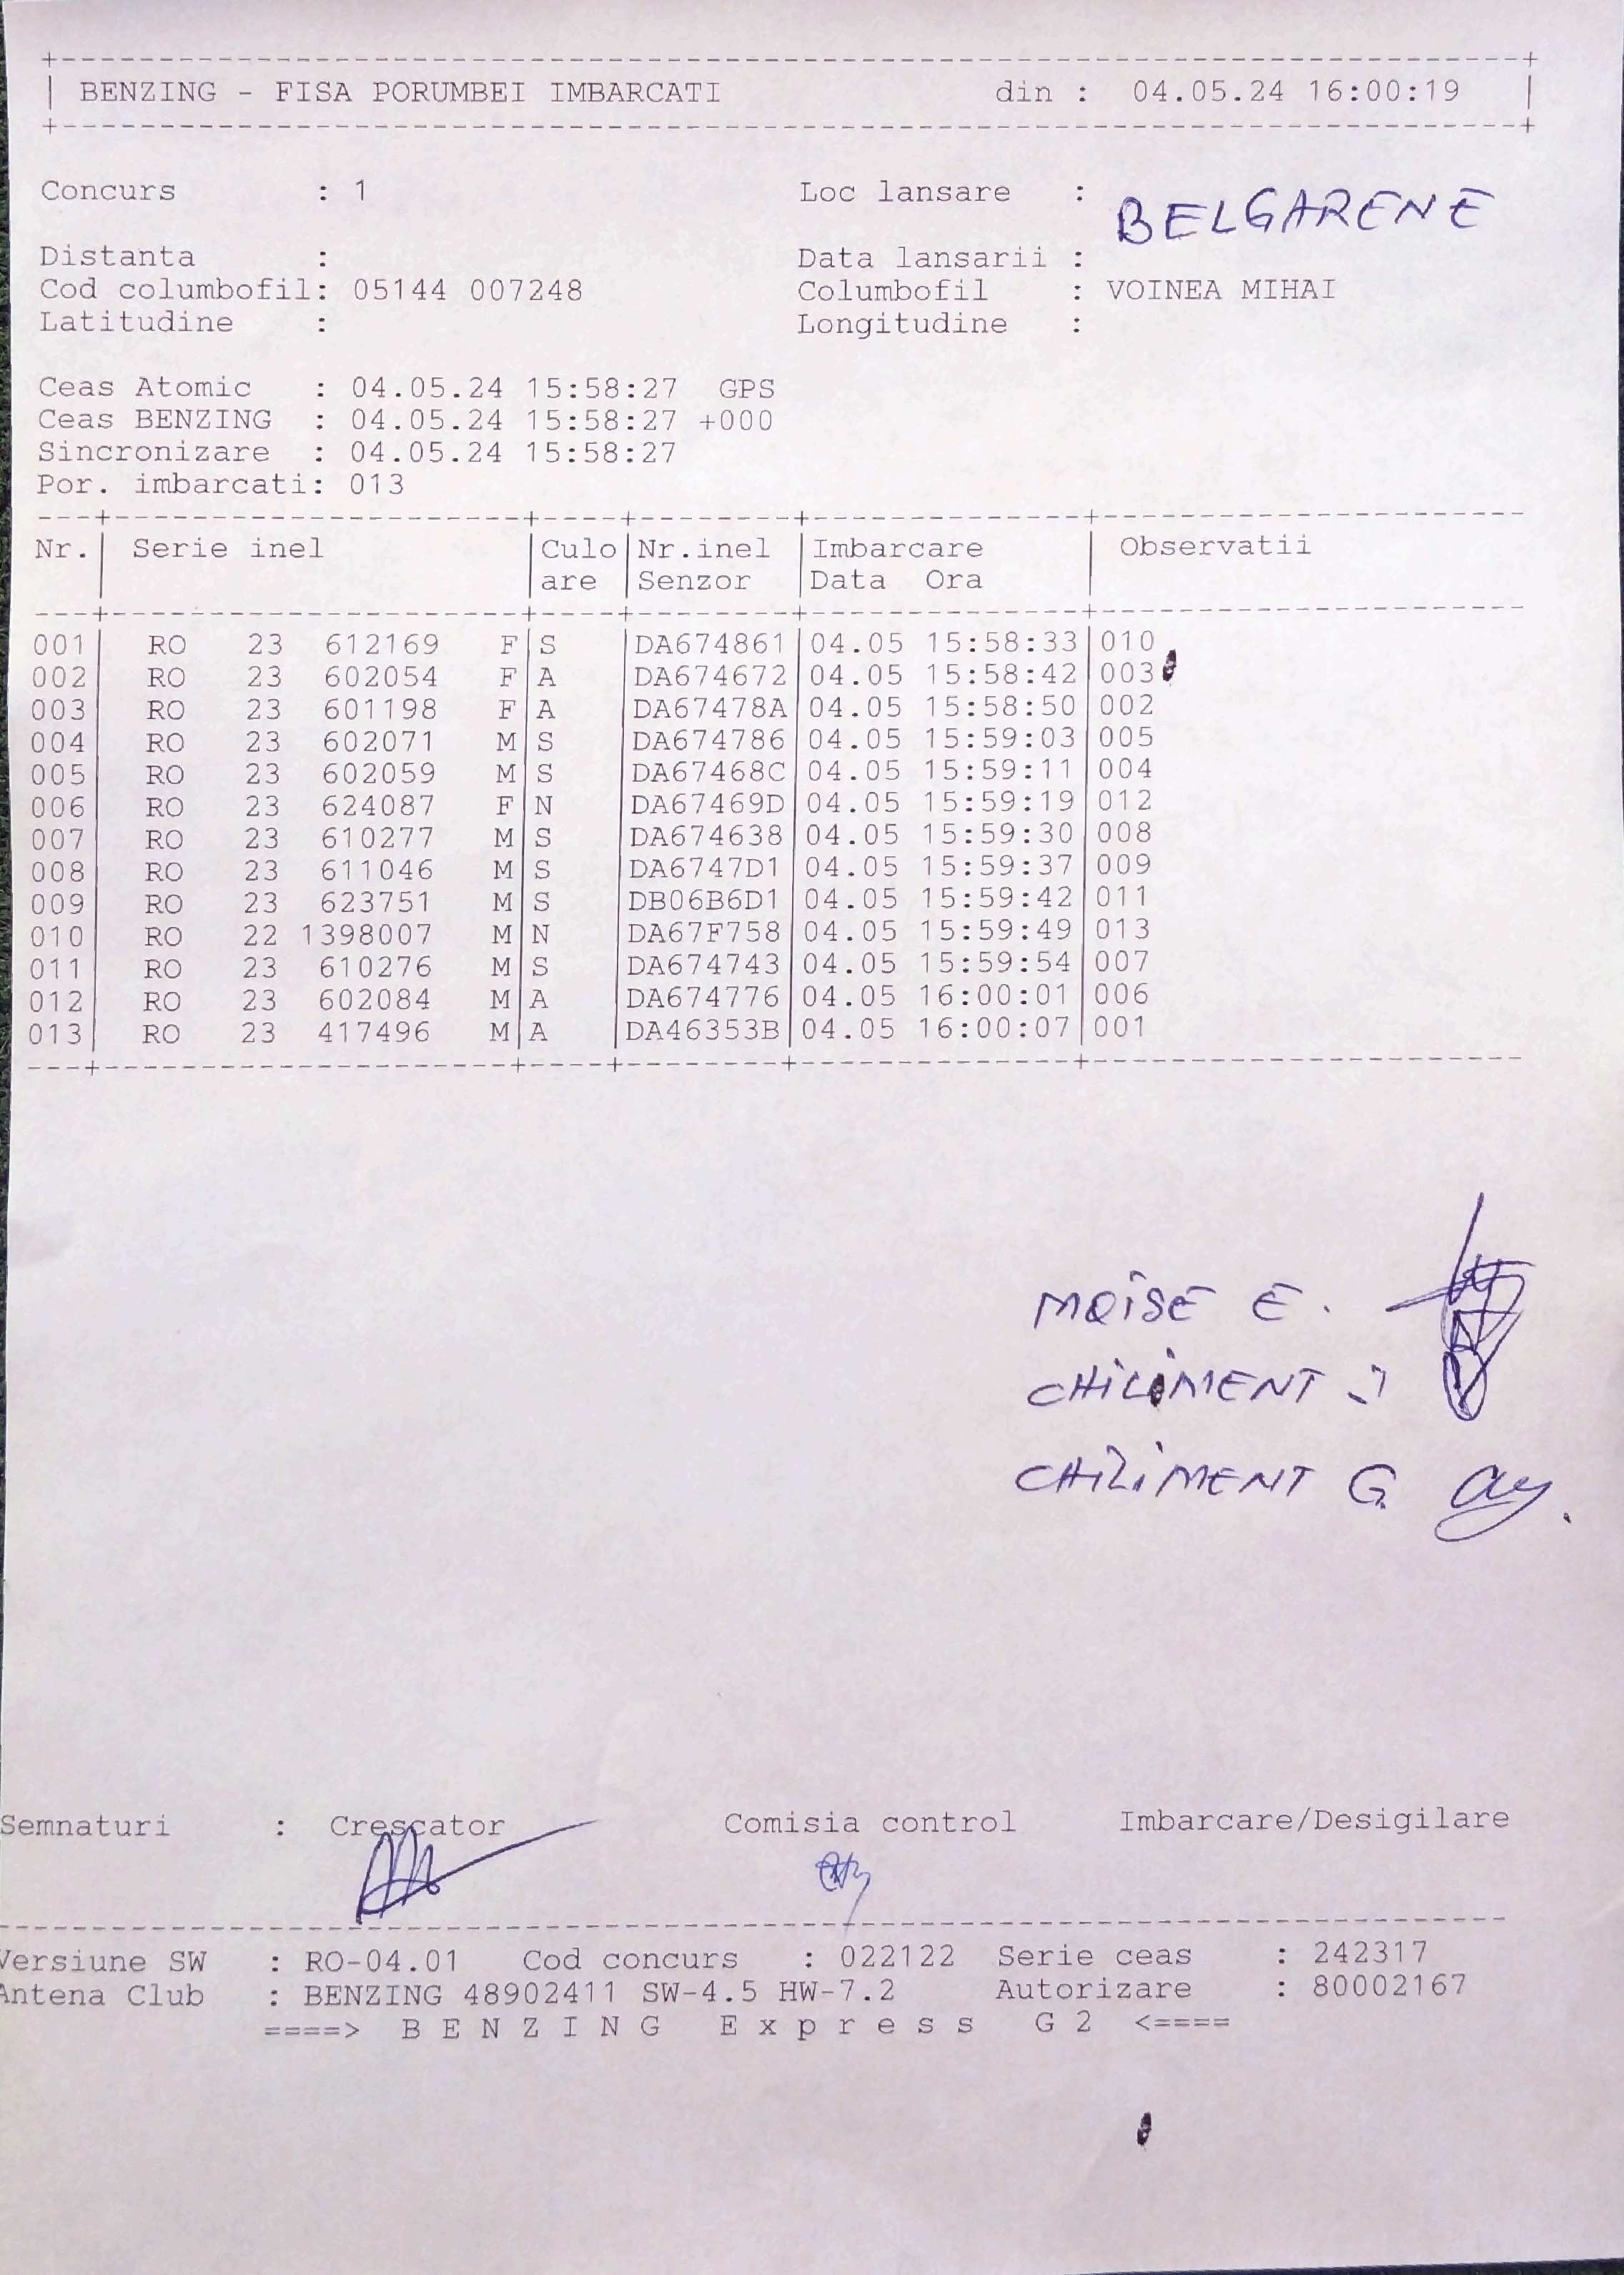 BENZING - FISA PORUMBEI IMBARCATI din : 04.05.24 16:00:19
Concurs : 1 Loc lansare : BELGARENE
Distanta : Data lansarii :
Cod columbofil: 05144 007248 Columbofil : VOINEA MIHAI
Latitudine : Longitudine :
Ceas Atomic : 04.05.24 15:58:27 GPS
Ceas BENZING : 04.05.24 15:58:27 +000
Sincronizare : 04.05.24 15:58:27
Por. imbarcati: 013
Nr.| Serie inel |Culo|Nr.inel |Imbarcare | Observatii
|are |Senzor |Data Ora |
001| RO 23 612169 F|S |DA674861|04.05 15:58:33|010
002| RO 23 602054 F|A |DA674672|04.05 15:58:42|003
003| RO 23 601198 F|A |DA67478A|04.05 15:58:50|002
004| RO 23 602071 M|S |DA674786|04.05 15:59:03|005
005| RO 23 602059 M|S |DA67468C|04.05 15:59:11|004
006| RO 23 624087 F|N |DA67469D|04.05 15:59:19|012
007| RO 23 610277 M|S |DA674638|04.05 15:59:30|008
008| RO 23 611046 M|S |DA6747D1|04.05 15:59:37|009
009| RO 23 623751 M|S |DB06B6D1|04.05 15:59:42|011
010| RO 22 1398007 M|N |DA67F758|04.05 15:59:49|013
011| RO 23 610276 M|S |DA674743|04.05 15:59:54|007
012| RO 23 602084 M|A |DA674776|04.05 16:00:01|006
013| RO 23 417496 M|A |DA46353B|04.05 16:00:07|001
MOISE E.
CHILIMENT J
CHILIMENT G
Semnaturi : Crescator Comisia control Imbarcare/Desigilare
Versiune SW : RO-04.01 Cod concurs : 022122 Serie ceas : 242317
Antena Club : BENZING 48902411 SW-4.5 HW-7.2 Autorizare : 80002167
====> B E N Z I N G E x p r e s s G 2 <====